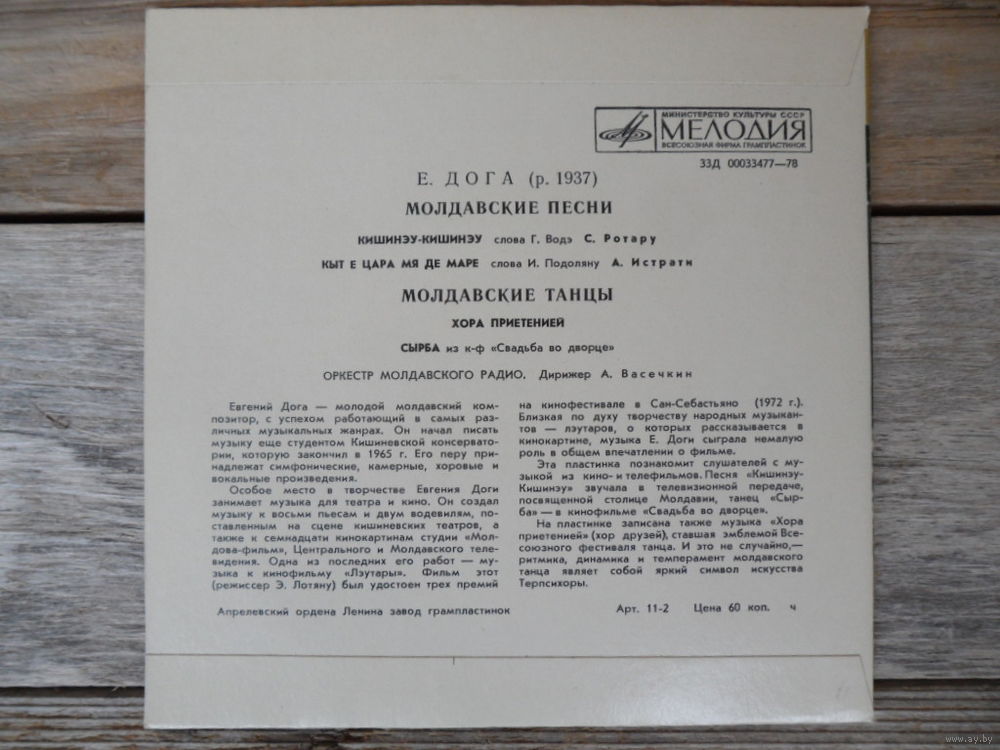 МИНИСТЕРСТВО КУЛЬТУРЫ СССР
МЕЛОДИЯ
ВСЕСОЮЗНАЯ ФИРМА ГРАМПЛАСТИНОК
33Д 00033477—78
Е. ДОГА (р. 1937)
МОЛДАВСКИЕ ПЕСНИ
КИШИНЭУ-КИШИНЭУ слова Г. Водэ С. Ротару
КЫТ Е ЦАРА МЯ ДЕ МАРЕ слова И. Подоляну А. Истрати
МОЛДАВСКИЕ ТАНЦЫ
ХОРА ПРИЕТЕНИЕЙ
СЫРБА из к-ф «Свадьба во дворце»
ОРКЕСТР МОЛДАВСКОГО РАДИО. Дирижер А. Васечкин
Евгений Дога — молодой молдавский ком-
позитор, с успехом работающий в самых раз-
личных музыкальных жанрах. Он начал писать
музыку еще студентом Кишиневской консервато-
рии, которую закончил в 1965 г. Его перу при-
надлежат симфонические, камерные, хоровые и
вокальные произведения.
Особое место в творчестве Евгения Доги
занимает музыка для театра и кино. Он создал
музыку к восьми пьесам и двум водевилям, по-
ставленным на сцене кишиневских театров, а
также к семнадцати кинокартинам студии «Мол-
дова-фильм», Центрального и Молдавского теле-
видения. Одна из последних его работ — му-
зыка к кинофильму «Лэутары». Фильм этот
(режиссер Э. Лотяну) был удостоен трех премий
на кинофестивале в Сан-Себастьяно (1972 г.).
Близкая по духу творчеству народных музыкан-
тов — лэутаров, о которых рассказывается в
кинокартине, музыка Е. Доги сыграла немалую
роль в общем впечатлении о фильме.
Эта пластинка познакомит слушателей с му-
зыкой из кино- и телефильмов. Песня «Кишинэу-
Кишинэу» звучала в телевизионной передаче,
посвященной столице Молдавии, танец «Сыр-
ба» — в кинофильме «Свадьба во дворце».
На пластинке записана также музыка «Хора
приетенией» (хор друзей), ставшая эмблемой Все-
союзного фестиваля танца. И это не случайно,—
ритмика, динамика и темперамент молдавского
танца являет собой яркий символ искусства
Терпсихоры.
Апрелевский ордена Ленина завод грампластинок
Арт. 11-2 Цена 60 коп. ч
www.ay.by